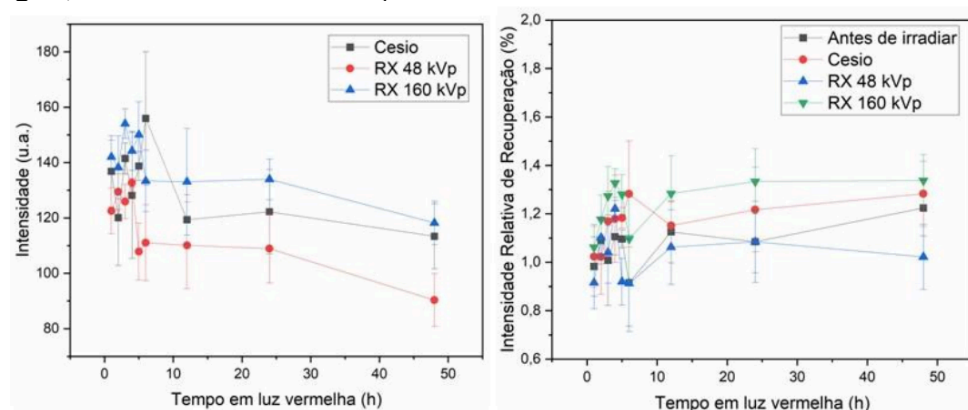 180
160
140
120
100
80
0
10
20
30
40
50
Intensidade (u.a.)
Tempo em luz vermelha (h)
Cesio
RX 48 kVp
RX 160 kVp
2,0
1,8
1,6
1,4
1,2
1,0
0,8
0,6
0
10
20
30
40
50
Intensidade Relativa de Recuperação (%)
Tempo em luz vermelha (h)
Antes de irradiar
Cesio
RX 48 kVp
RX 160 kVp